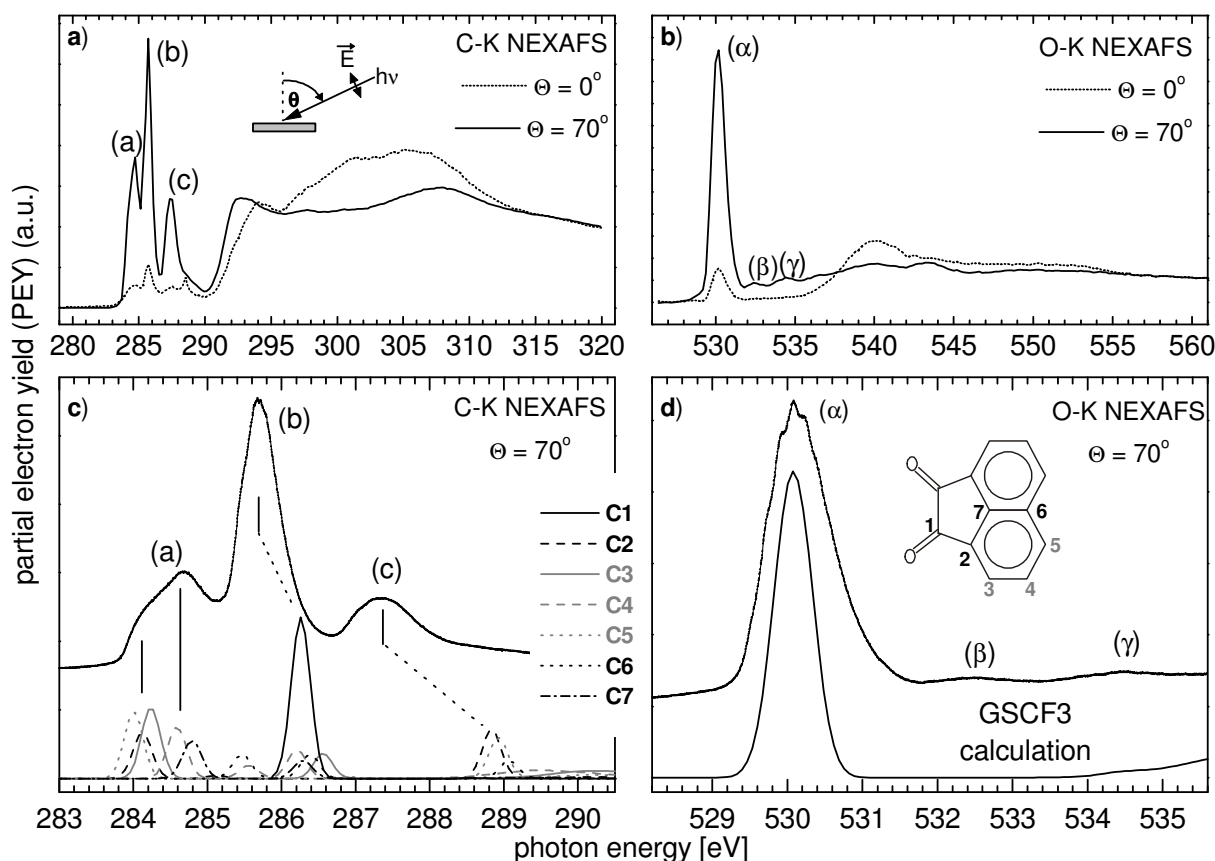 partial electron yield (PEY) (a.u.)
a)
C-K NEXAFS
(b)
(a)
(c)
E
hν
θ
Θ = 0°
Θ = 70°
280 285 290 295 300 305 310 315 320
b)
O-K NEXAFS
(α)
Θ = 0°
Θ = 70°
(β) (γ)
530 535 540 545 550 555 560
c)
C-K NEXAFS
Θ = 70°
(b)
(a)
(c)
C1
C2
C3
C4
C5
C6
C7
283 284 285 286 287 288 289 290
d)
O-K NEXAFS
Θ = 70°
(α)
O
O
1
7
6
2
5
3
4
(β)
(γ)
GSCF3
calculation
529 530 531 532 533 534 535
photon energy [eV]